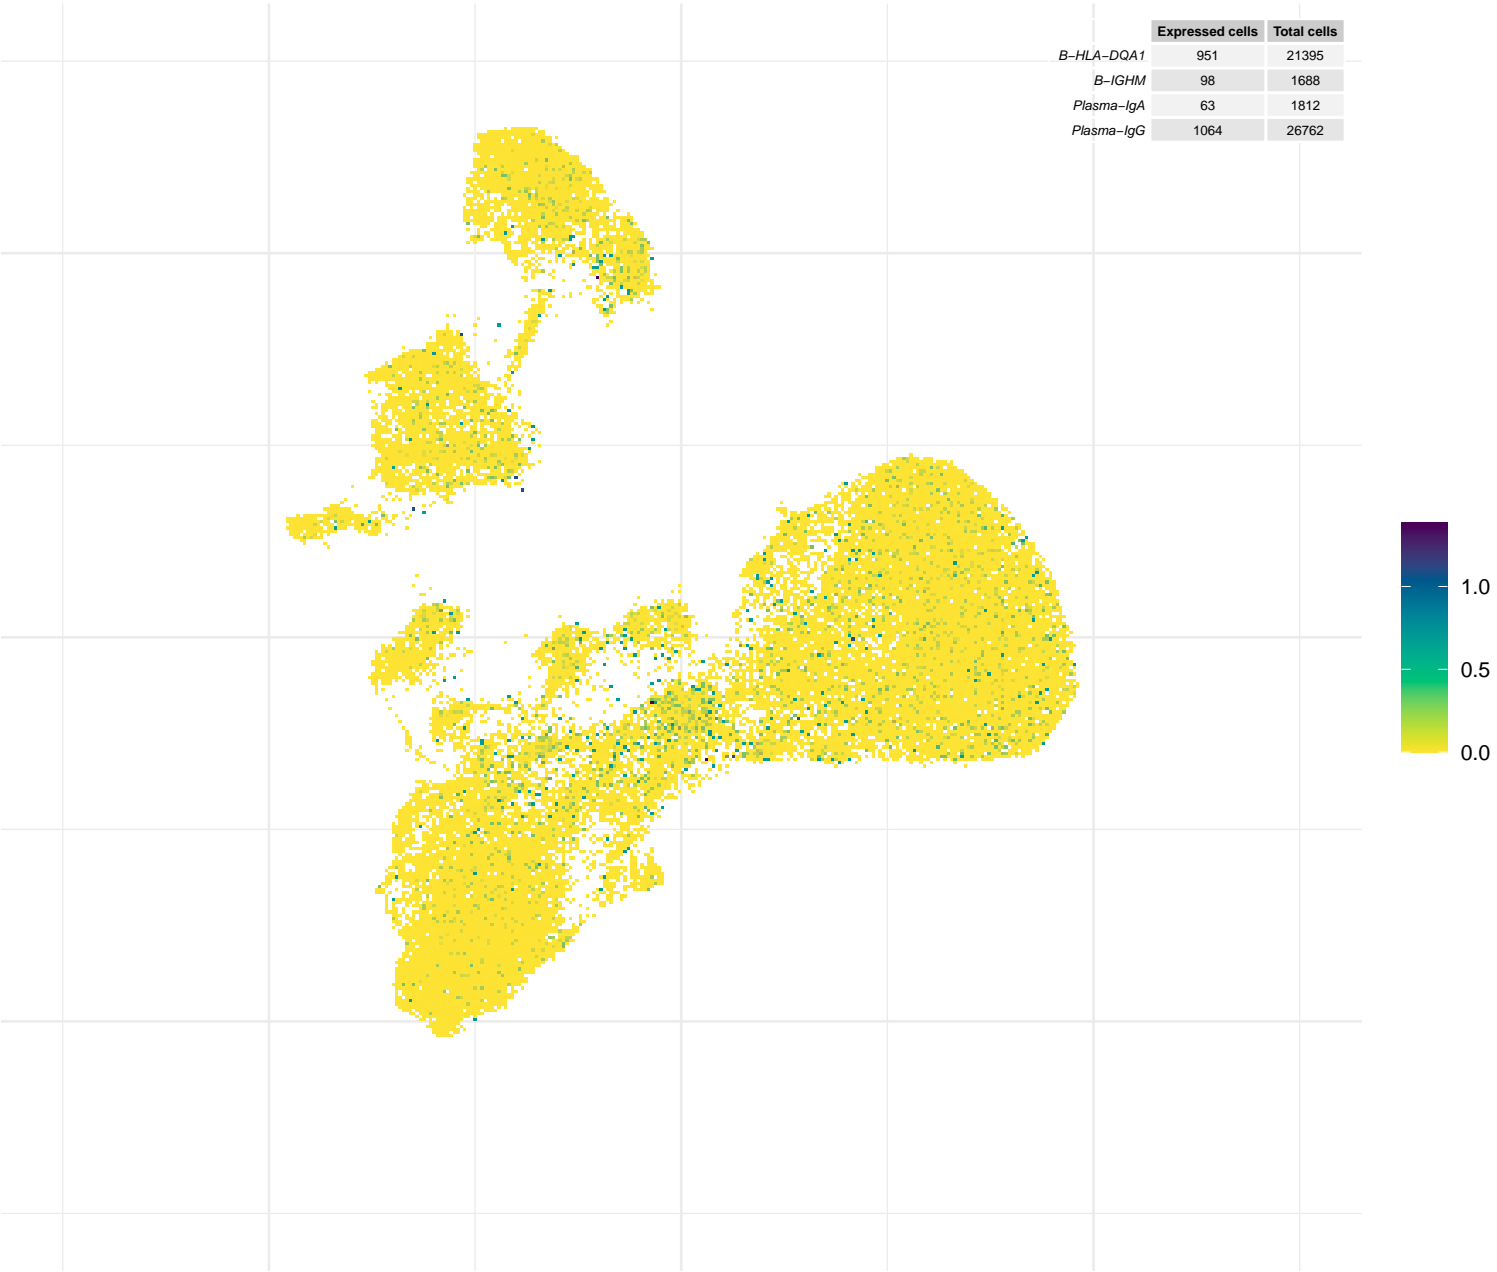 Expressed cells Total cells
B−HLA−DQA1 951 21395
B−IGHM 98 1688
Plasma−IgA 63 1812
Plasma−IgG 1064 26762
1.0
0.5
0.0